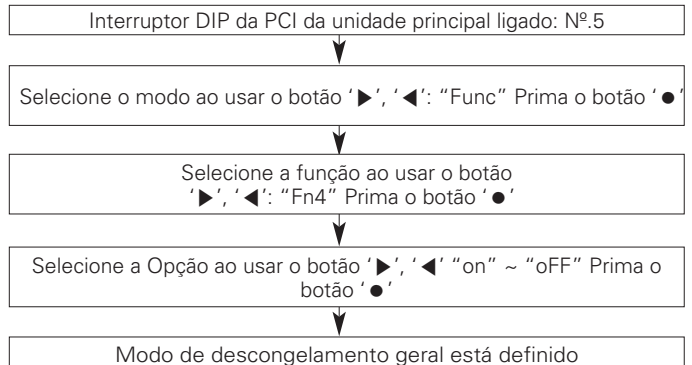 Interruptor DIP da PCI da unidade principal ligado: Nº.5
Selecione o modo ao usar o botão ‘▶’, ‘◀’: “Func” Prima o botão ‘●’
Selecione a função ao usar o botão
‘▶’, ‘◀’: “Fn4” Prima o botão ‘●’
Selecione a Opção ao usar o botão ‘▶’, ‘◀’ “on” ~ “oFF” Prima o
botão ‘●’
Modo de descongelamento geral está definido